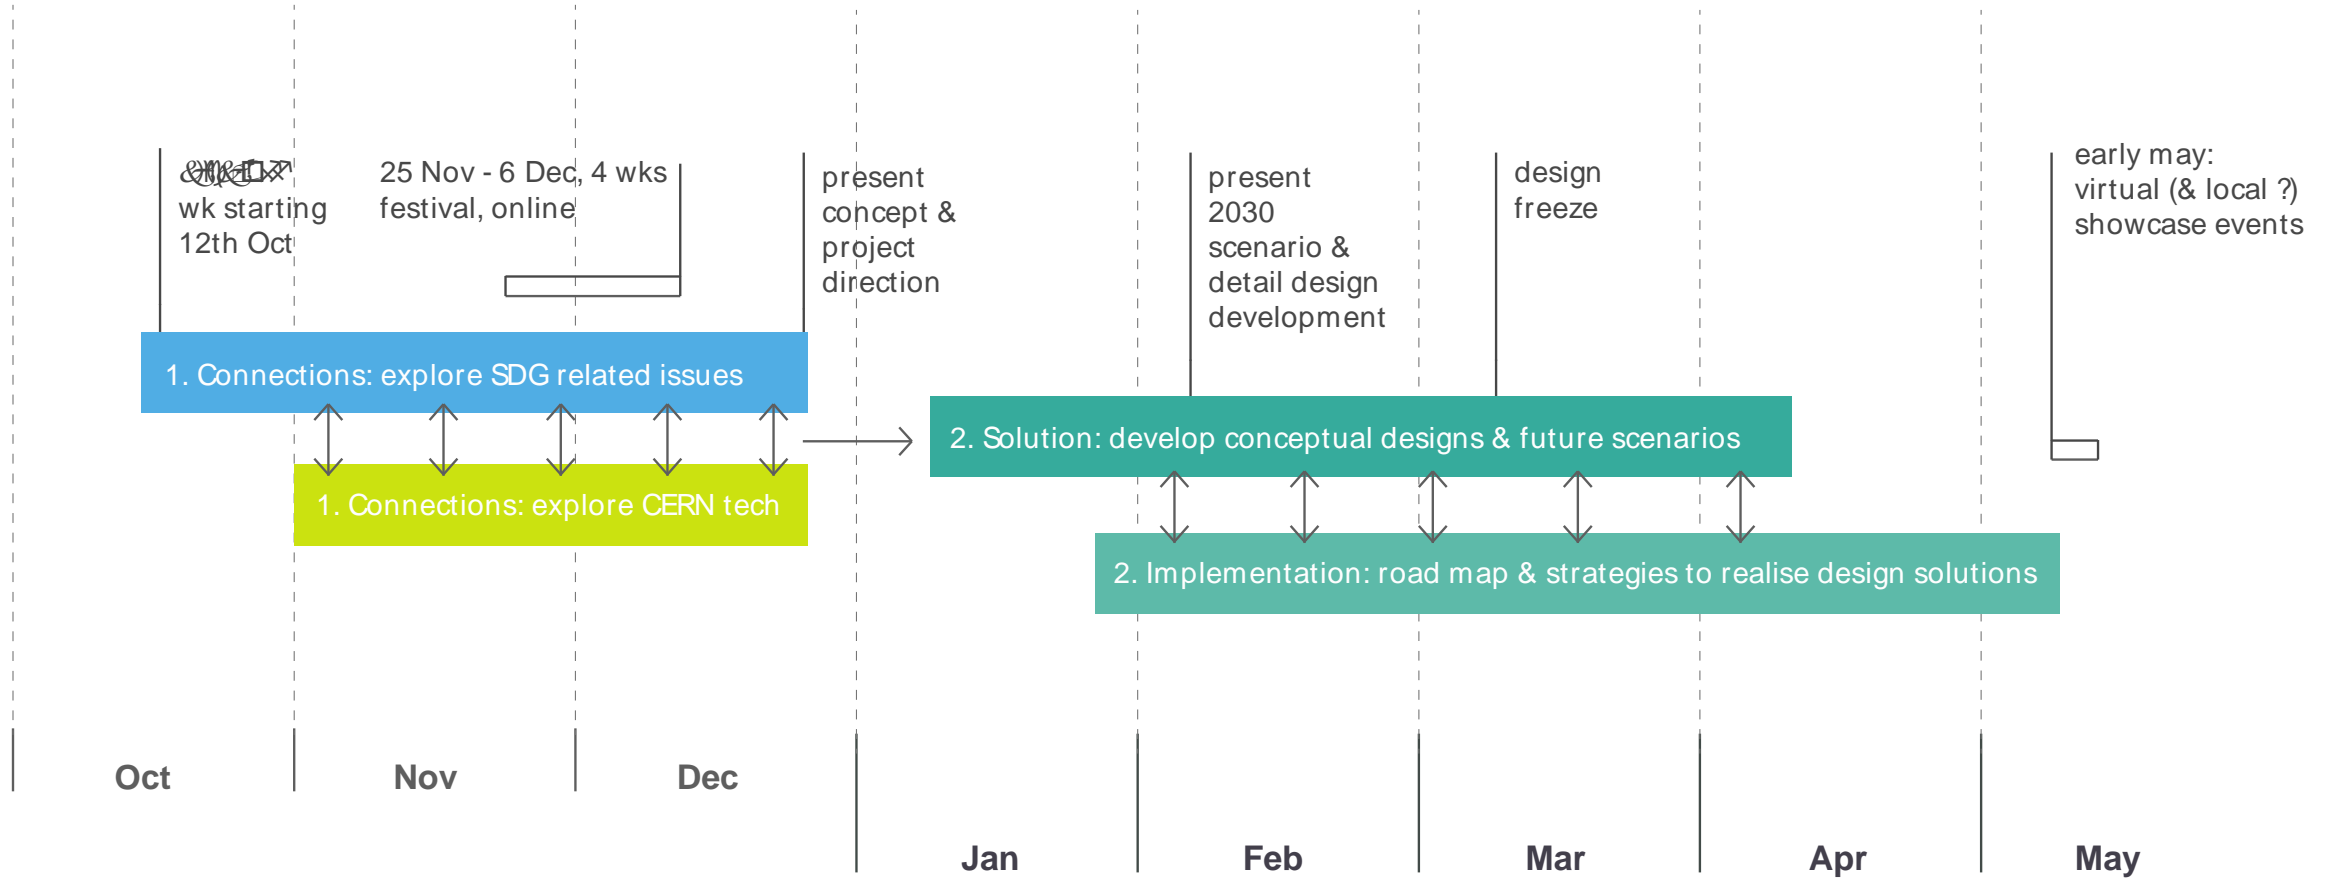 wk starting
12th Oct
25 Nov - 6 Dec, 4 wks
festival, online
present
concept &
project
direction
present
2030
scenario &
detail design
development
design
freeze
early may:
virtual (& local ?)
showcase events
1. Connections: explore SDG related issues
2. Solution: develop conceptual designs & future scenarios
1. Connections: explore CERN tech
2. Implementation: road map & strategies to realise design solutions
Oct
Nov
Dec
Jan
Feb
Mar
Apr
May